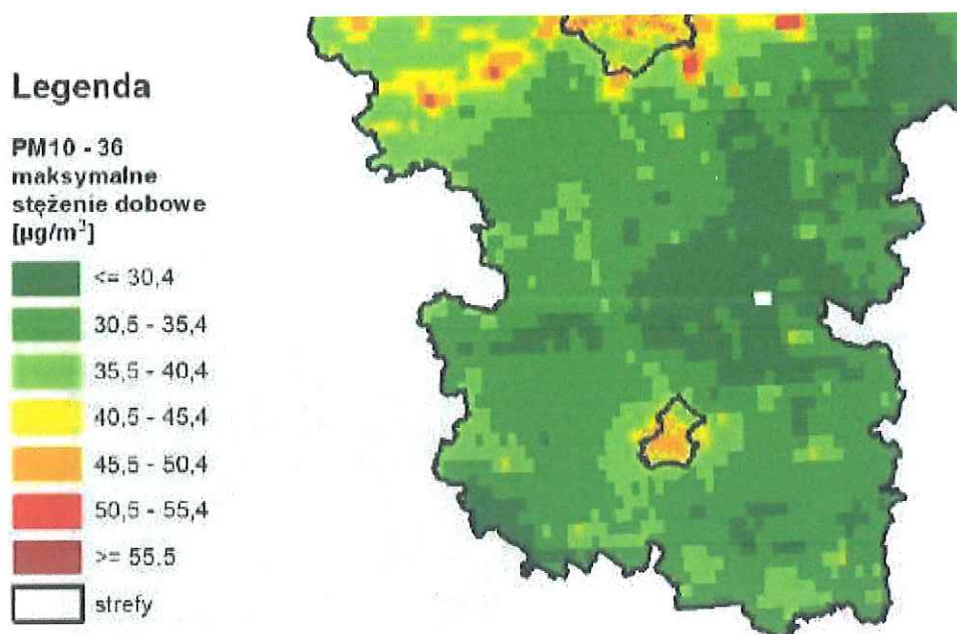 Legenda
PM10 - 36
maksymalne
stężenie dobowe
[µg/m³]
<= 30,4
30,5 - 35,4
35,5 - 40,4
40,5 - 45,4
45,5 - 50,4
50,5 - 55,4
>= 55,5
strefy